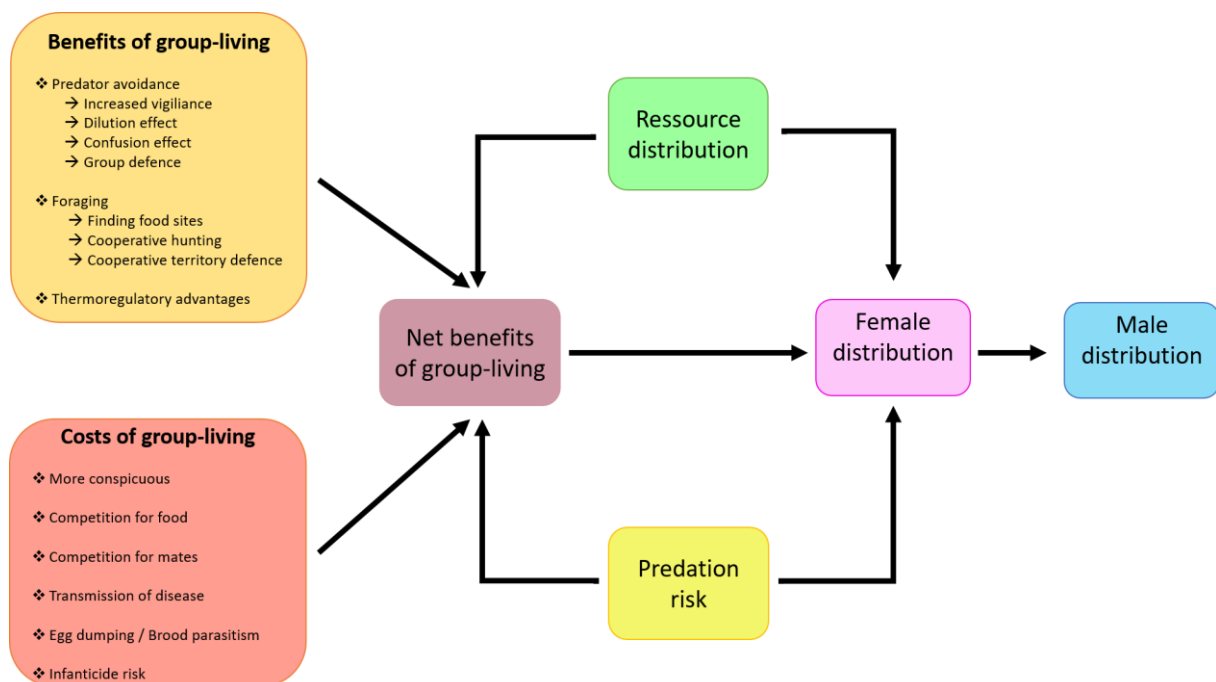 Benefits of group-living
❖ Predator avoidance
→ Increased vigiliance
→ Dilution effect
→ Confusion effect
→ Group defence
❖ Foraging
→ Finding food sites
→ Cooperative hunting
→ Cooperative territory defence
❖ Thermoregulatory advantages
Costs of group-living
❖ More conspicuous
❖ Competition for food
❖ Competition for mates
❖ Transmission of disease
❖ Egg dumping / Brood parasitism
❖ Infanticide risk
Net benefits
of group-living
Ressource
distribution
Predation
risk
Female
distribution
Male
distribution